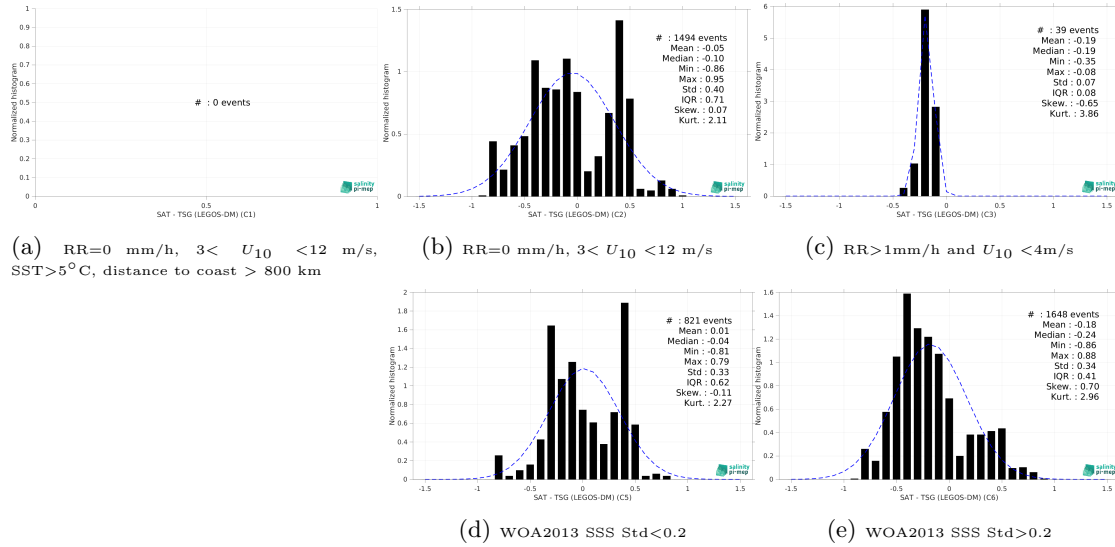 1
0.9
0.8
0.7
0.6
0.5
0.4
0.3
0.2
0.1
0
Normalized histogram
# : 0 events
0 0.5 1
SAT - TSG (LEGOS-DM) (C1)
salinity
pi-mep
(a) RR=0 mm/h, 3< U10 <12 m/s,
SST>5°C, distance to coast > 800 km
1.5
1
0.5
0
Normalized histogram
# : 1494 events
Mean : -0.05
Median : -0.10
Min : -0.86
Max : 0.95
Std : 0.40
IQR : 0.71
Skew. : 0.07
Kurt. : 2.11
-1.5 -1 -0.5 0 0.5 1 1.5
SAT - TSG (LEGOS-DM) (C2)
salinity
pi-mep
(b) RR=0 mm/h, 3< U10 <12 m/s
6
5
4
3
2
1
0
Normalized histogram
# : 39 events
Mean : -0.19
Median : -0.19
Min : -0.35
Max : -0.08
Std : 0.07
IQR : 0.08
Skew. : -0.65
Kurt. : 3.86
-1.5 -1 -0.5 0 0.5 1 1.5
SAT - TSG (LEGOS-DM) (C3)
salinity
pi-mep
(c) RR>1mm/h and U10 <4m/s
2
1.8
1.6
1.4
1.2
1
0.8
0.6
0.4
0.2
0
Normalized histogram
# : 821 events
Mean : 0.01
Median : -0.04
Min : -0.81
Max : 0.79
Std : 0.33
IQR : 0.62
Skew. : -0.11
Kurt. : 2.27
-1.5 -1 -0.5 0 0.5 1 1.5
SAT - TSG (LEGOS-DM) (C5)
salinity
pi-mep
(d) WOA2013 SSS Std<0.2
1.6
1.4
1.2
1
0.8
0.6
0.4
0.2
0
Normalized histogram
# : 1648 events
Mean : -0.18
Median : -0.24
Min : -0.86
Max : 0.88
Std : 0.34
IQR : 0.41
Skew. : 0.70
Kurt. : 2.96
-1.5 -1 -0.5 0 0.5 1 1.5
SAT - TSG (LEGOS-DM) (C6)
salinity
pi-mep
(e) WOA2013 SSS Std>0.2